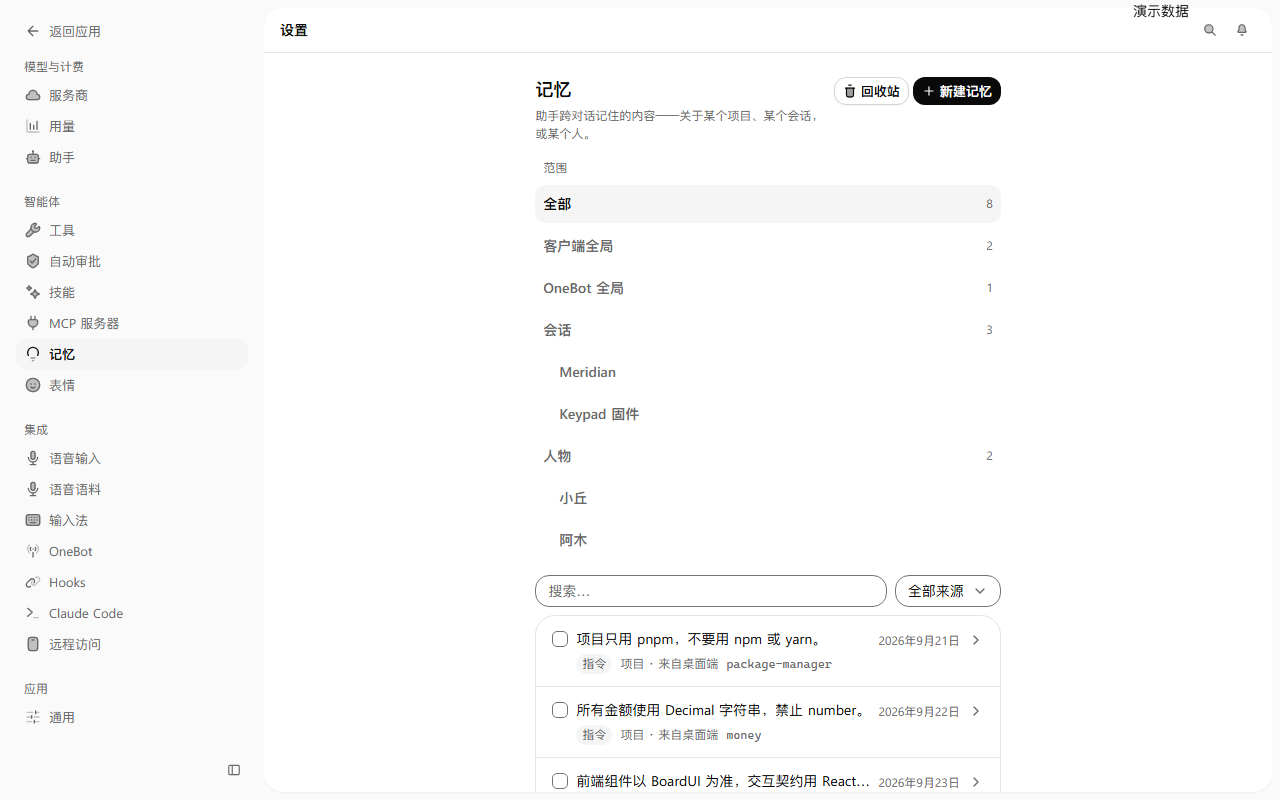 演示数据
返回应用
模型与计费
服务商
用量
助手
智能体
工具
自动审批
技能
MCP 服务器
记忆
表情
集成
语音输入
语音语料
输入法
OneBot
Hooks
Claude Code
远程访问
应用
通用
设置
记忆
回收站
新建记忆
助手跨对话记住的内容——关于某个项目、某个会话，
或某个人。
范围
全部 8
客户端全局 2
OneBot 全局 1
会话 3
Meridian
Keypad 固件
人物 2
小丘
阿木
搜索…
全部来源
项目只用 pnpm，不要用 npm 或 yarn。 2026年9月21日
指令 项目 · 来自桌面端 package-manager
所有金额使用 Decimal 字符串，禁止 number。 2026年9月22日
指令 项目 · 来自桌面端 money
前端组件以 BoardUI 为准，交互契约用 React… 2026年9月23日